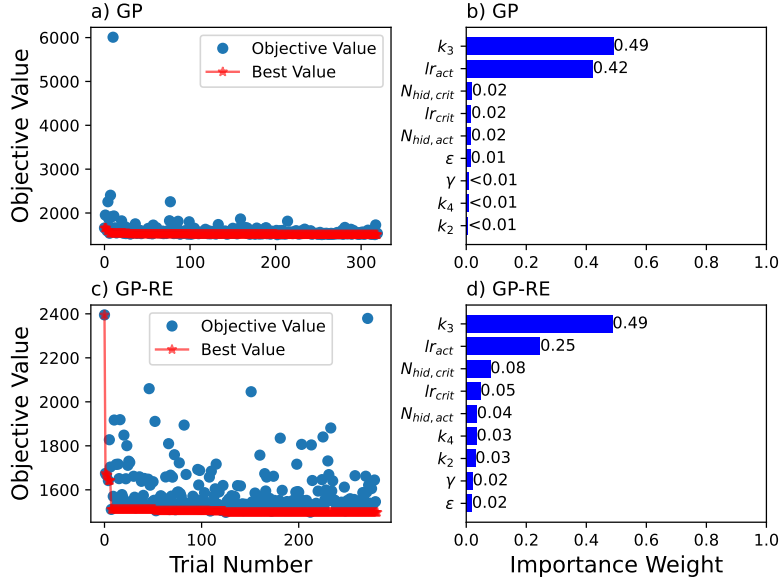 a) GP
Objective Value
6000
5000
4000
3000
2000
0
100
200
300
Objective Value
Best Value
b) GP
k3
lract
Nhid,crit
lrcrit
Nhid,act
ε
γ
k4
k2
0.49
0.42
0.02
0.02
0.02
0.01
<0.01
<0.01
<0.01
0.0
0.2
0.4
0.6
0.8
1.0
c) GP-RE
Objective Value
2400
2200
2000
1800
1600
0
100
200
Trial Number
Objective Value
Best Value
d) GP-RE
k3
lract
Nhid,crit
lrcrit
Nhid,act
k4
k2
γ
ε
0.49
0.25
0.08
0.05
0.04
0.03
0.03
0.02
0.02
0.0
0.2
0.4
0.6
0.8
1.0
Importance Weight